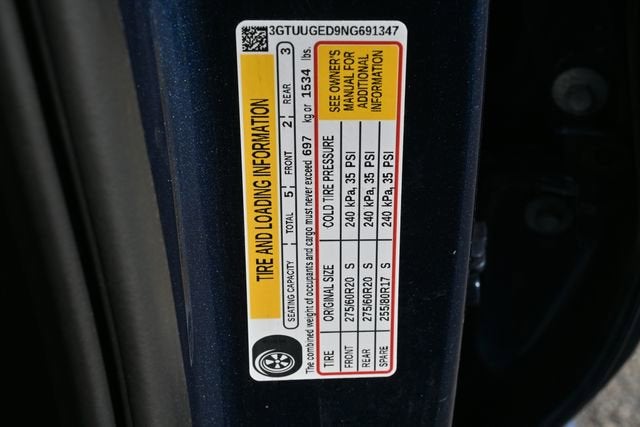 3GTUUGED9NG691347
TIRE AND LOADING INFORMATION
SEATING CAPACITY TOTAL 5 FRONT 2 REAR 3
The combined weight of occupants and cargo must never exceed 697 kg or 1534 lbs.
TIRE ORIGINAL SIZE COLD TIRE PRESSURE
FRONT 275/60R20 S 240 kPa, 35 PSI
REAR 275/60R20 S 240 kPa, 35 PSI
SPARE 255/80R17 S 240 kPa, 35 PSI
SEE OWNER'S
MANUAL FOR
ADDITIONAL
INFORMATION